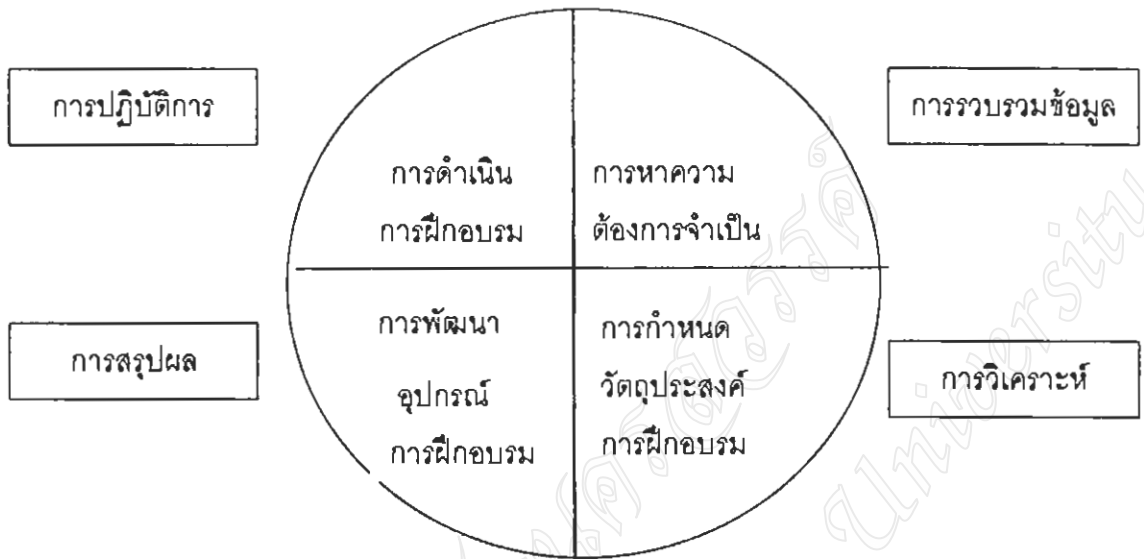 การปฏิบัติการ
การรวบรวมข้อมูล
การดำเนิน
การฝึกอบรม
การหาความ
ต้องการจำเป็น
การสรุปผล
การพัฒนา
อุปกรณ์
การฝึกอบรม
การกำหนด
วัตถุประสงค์
การฝึกอบรม
การวิเคราะห์
University